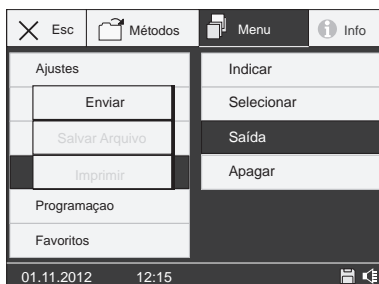 Esc
Métodos
Menu
Info
Ajustes
Enviar
Salvar Arquivo
Imprimir
Programaçao
Favoritos
Indicar
Selecionar
Saída
Apagar
01.11.2012 12:15